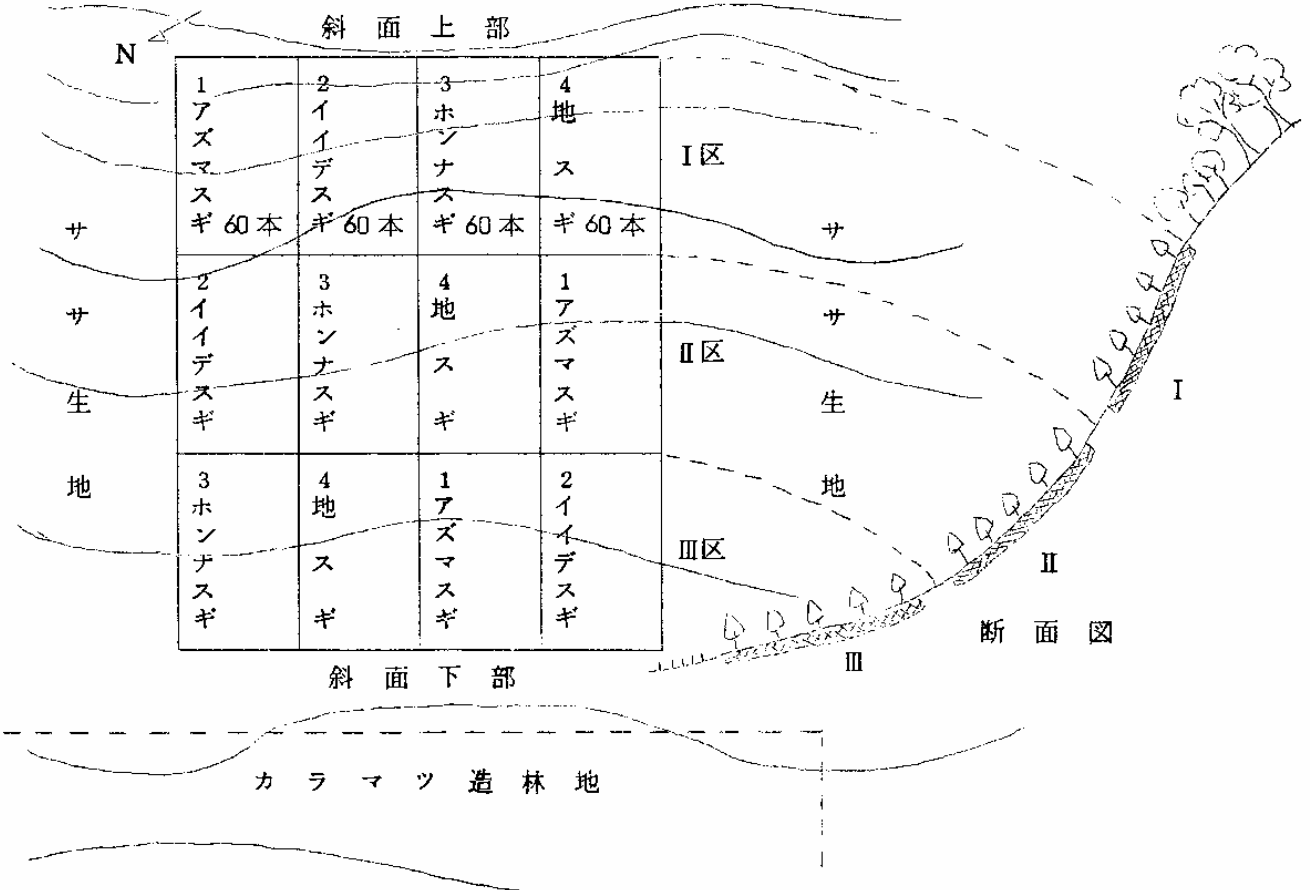 斜面上部
N
1 アズマスギ 60本
2 イイデスギ 60本
3 ホンナスギ 60本
4 地スギ 60本
I区
2 イイデスギ
3 ホンナスギ
4 地スギ
1 アズマスギ
II区
3 ホンナスギ
4 地スギ
1 アズマスギ
2 イイデスギ
III区
ササ生地
ササ生地
斜面下部
カラマツ造林地
I
II
III
断面図